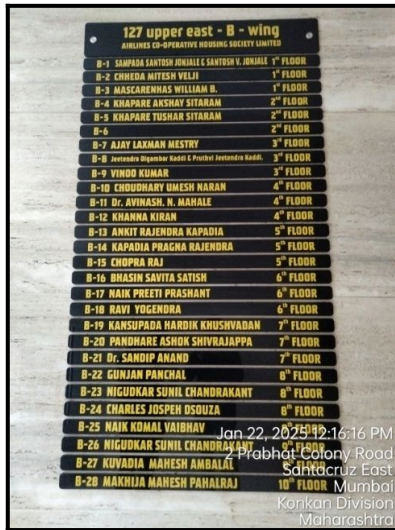 127 upper east - B - wing
AIRLINES CO-OPERATIVE HOUSING SOCIETY LIMITED
B-1 SAMPADA SANTOSH JONJALE & SANTOSH V. JONJALE 1st FLOOR
B-2 CHHEDA MITESH VELJI 1st FLOOR
B-3 MASCARENHAS WILLIAM B. 1st FLOOR
B-4 KHAPARE AKSHAY SITARAM 2nd FLOOR
B-5 KHAPARE TUSHAR SITARAM 2nd FLOOR
B-6 2nd FLOOR
B-7 AJAY LAXMAN MESTRY 3rd FLOOR
B-8 Jeetendra Digambar Kaddi & Pruthvi Jeetendra Kaddi. 3rd FLOOR
B-9 VINOD KUMAR 3rd FLOOR
B-10 CHOUDHARY UMESH NARAN 4th FLOOR
B-11 Dr. AVINASH. N. MAHALE 4th FLOOR
B-12 KHANNA KIRAN 4th FLOOR
B-13 ANKIT RAJENDRA KAPADIA 5th FLOOR
B-14 KAPADIA PRAGNA RAJENDRA 5th FLOOR
B-15 CHOPRA RAJ 5th FLOOR
B-16 BHASIN SAVITA SATISH 6th FLOOR
B-17 NAIK PREETI PRASHANT 6th FLOOR
B-18 RAVI YOGENDRA 6th FLOOR
B-19 KANSUPADA HARDIK KHUSHVADAN 7th FLOOR
B-20 PANDHARE ASHOK SHIVRAJAPPA 7th FLOOR
B-21 Dr. SANDIP ANAND 7th FLOOR
B-22 GUNJAN PANCHAL 8th FLOOR
B-23 NIGUDKAR SUNIL CHANDRAKANT 8th FLOOR
B-24 CHARLES JOSPEH DSOUZA 8th FLOOR
B-25 NAIK KOMAL VAIBHAV
B-26 NIGUDKAR SUNIL CHANDRAKANT
B-27 KUVADIA MAHESH AMBALAL
B-28 MAKHIJA MAHESH PAHALRAJ 10th FLOOR
Jan 22, 2025 12:16:16 PM
2 Prabhat Colony Road
Santacruz East
Mumbai
Konkan Division
Maharashtra